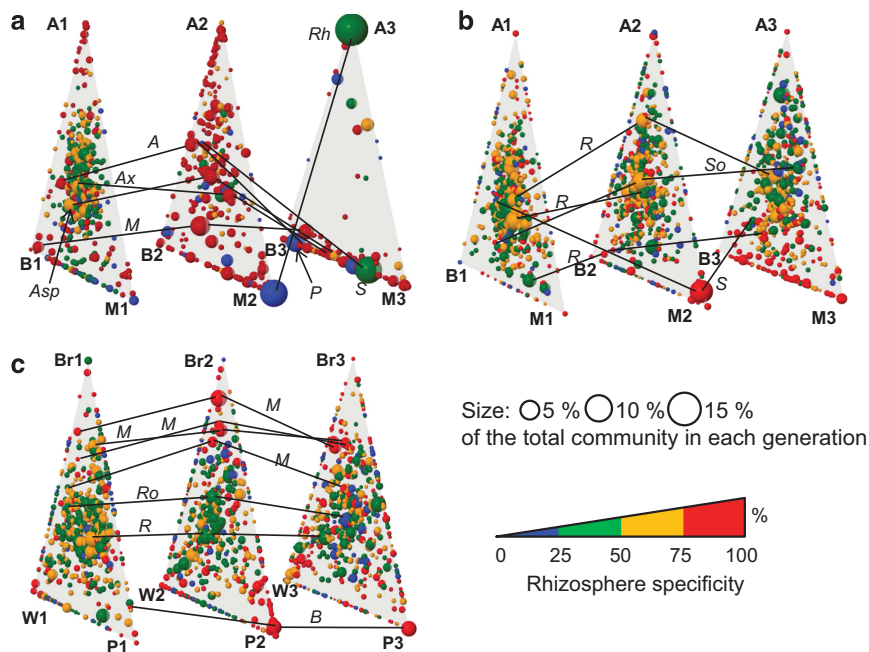 a
A1 A2 Rh A3
A
Ax
M
B1 B2 B3
Asp M1 M2 P S M3
b
A1 A2 A3
R
So
R
R
B1 B2 B3
S
M1 M2 M3
c
Br1 Br2 Br3
M
M
M
M
Ro
R
W1 W2 W3
B
P1 P2 P3
Size: 5 % 10 % 15 %
of the total community in each generation
%
0 25 50 75 100
Rhizosphere specificity